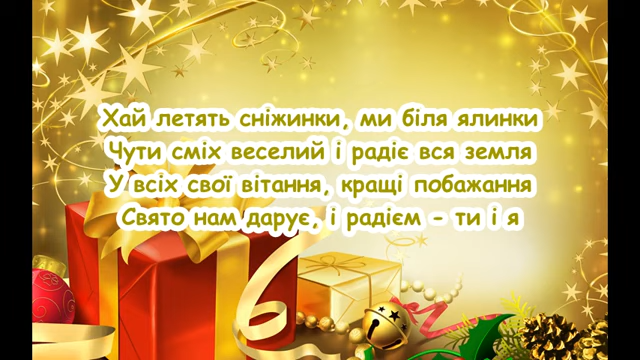 Хай летять сніжинки, ми біля ялинки
Чути сміх веселий і радіє вся земля
У всіх свої вітання, кращі побажання
Свято нам дарує, і радієм - ти і я